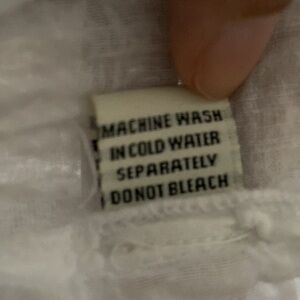 MACHINE WASH
IN COLD WATER
SEPARATELY
DO NOT BLEACH